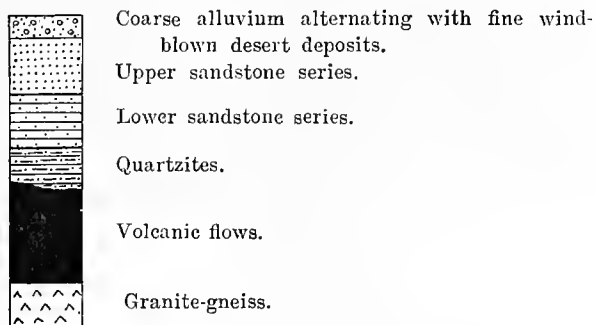 Coarse alluvium alternating with fine wind-
blown desert deposits.
Upper sandstone series.
Lower sandstone series.
Quartzites.
Volcanic flows.
Granite-gneiss.